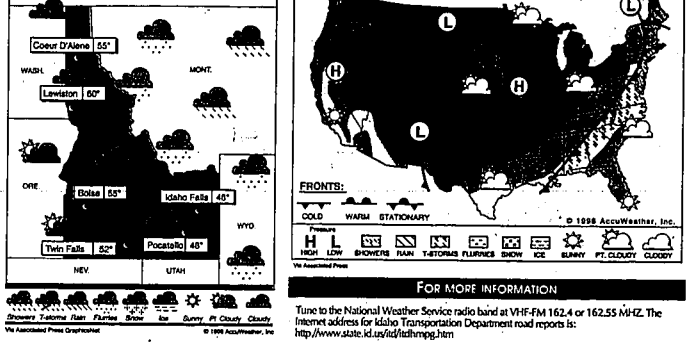 Coeur D'Alene 55°
WASH.
MONT.
Lewiston 60°
ORE.
Boise 55°
Idaho Falls 48°
WYO.
Twin Falls 52°
Pocatello 48°
NEV. UTAH
Showers T-storms Rain Flurries Snow Ice Sunny Pt. Cloudy Cloudy
Via Associated Press GraphicsNet © 1998 AccuWeather, Inc
L
L
H
H
L
FRONTS:
COLD WARM STATIONARY
© 1998 AccuWeather, Inc.
Pressure
H L
HIGH LOW SHOWERS RAIN T-STORMS FLURRIES SNOW ICE SUNNY PT. CLOUDY CLOUDY
Via Associated Press
FOR MORE INFORMATION
Tune to the National Weather Service radio band at VHF-FM 162.4 or 162.55 MHZ. The
Internet address for Idaho Transportation Department road reports is:
http://www.state.id.us/itd/itdhmpg.htm